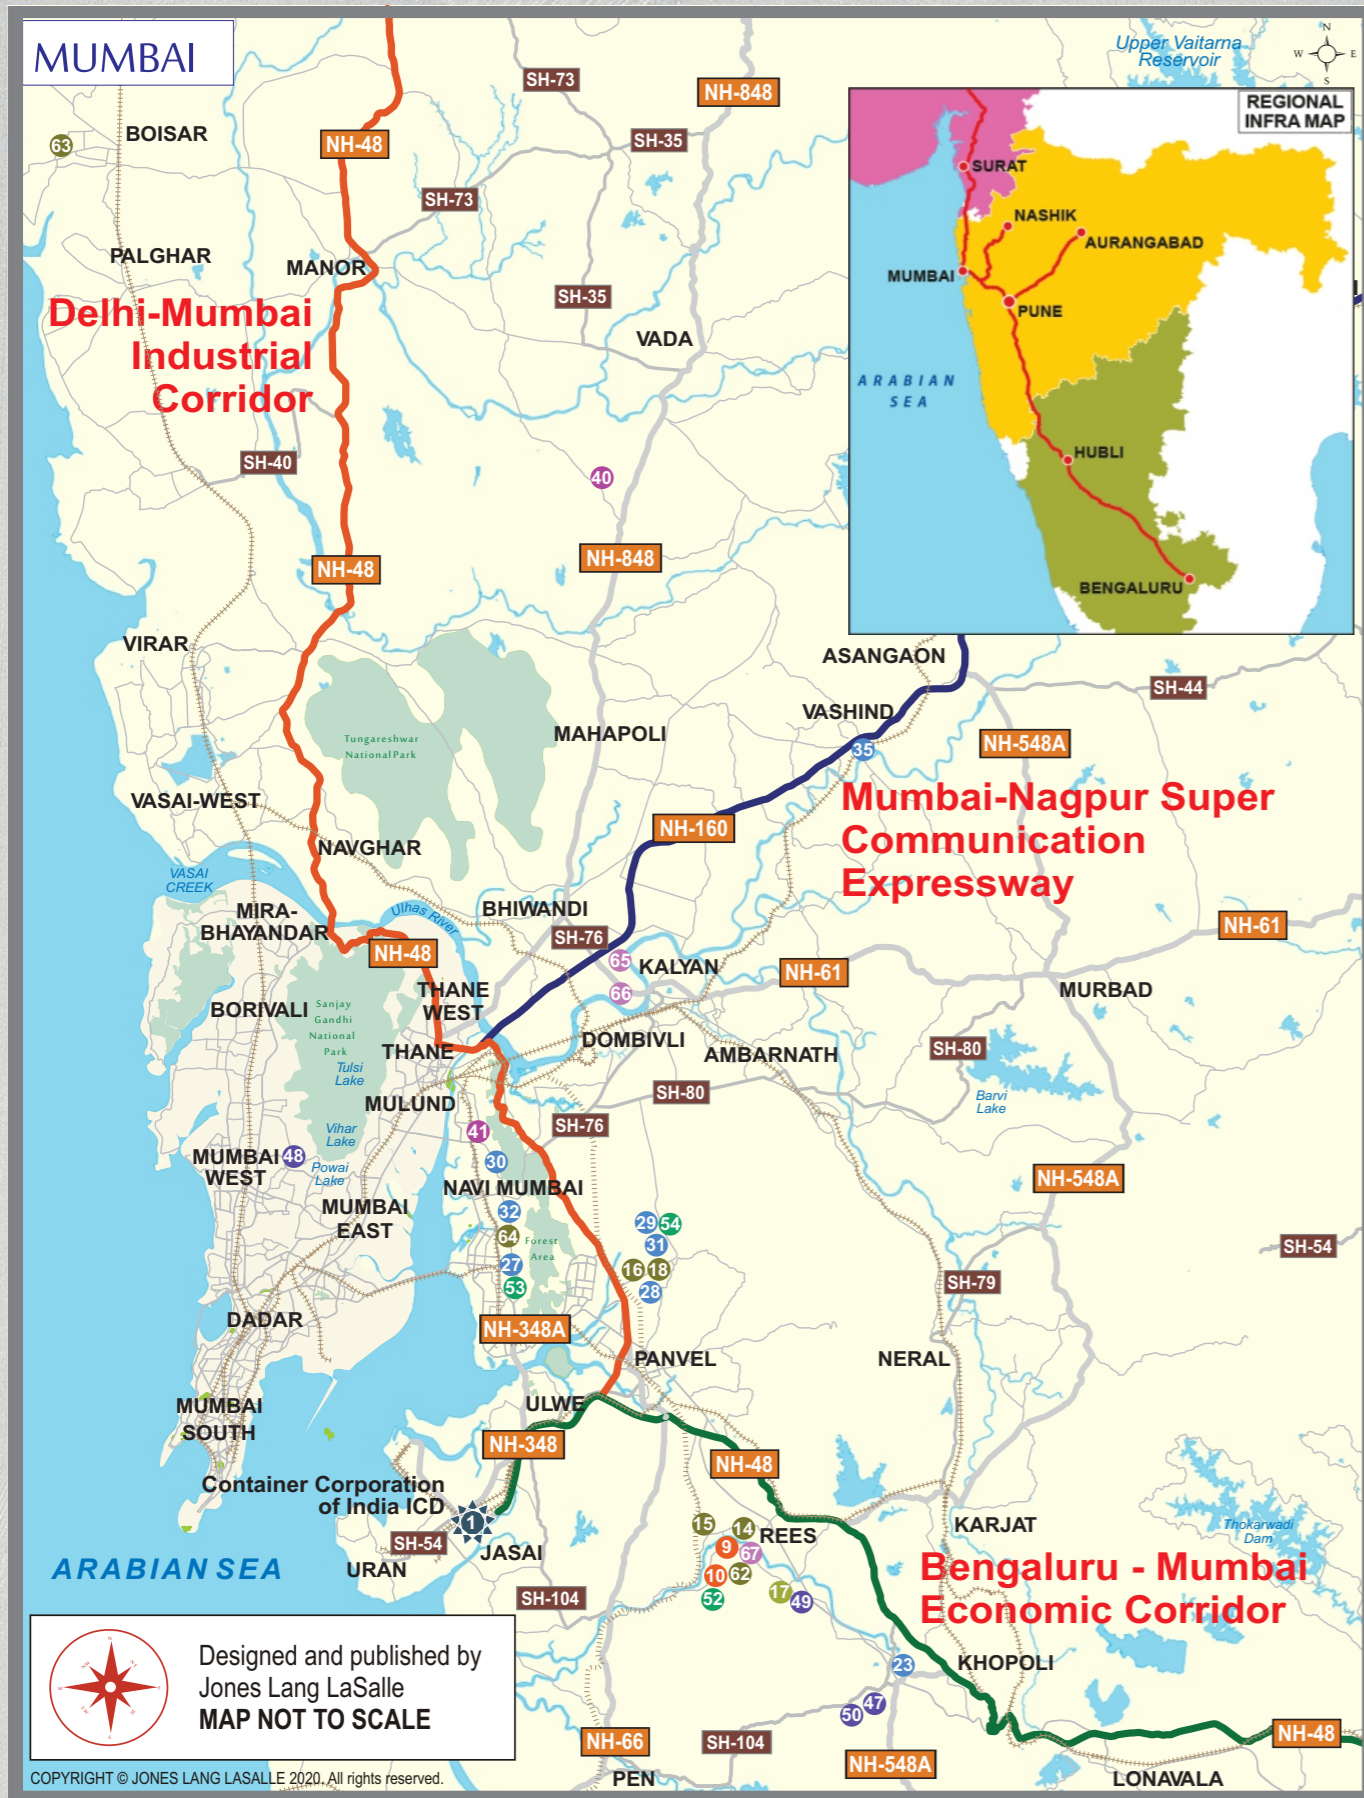 MUMBAI
Upper Vaitarna
Reservoir
N
W
E
S
SH-73
NH-848
BOISAR
63
NH-48
SH-35
REGIONAL
INFRA MAP
SURAT
SH-73
NASHIK
AURANGABAD
PALGHAR
MANOR
MUMBAI
PUNE
Delhi-Mumbai
Industrial
Corridor
SH-35
VADA
ARABIAN
SEA
SH-40
HUBLI
40
NH-48
NH-848
BENGALURU
VIRAR
ASANGAON
SH-44
VASHIND
Tungareshwar
National Park
MAHAPOLI
35
NH-548A
VASAI-WEST
Mumbai-Nagpur Super
Communication
Expressway
NH-160
NAVGHAR
VASAI
CREEK
MIRA-
BHAYANDAR
Ulhas River
BHIWANDI
NH-61
SH-76
NH-48
65
KALYAN
NH-61
66
MURBAD
THANE
WEST
BORIVALI
Sanjay
Gandhi
National
Park
DOMBIVLI
THANE
AMBARNATH
SH-80
Tulsi
Lake
MULUND
SH-80
Barvi
Lake
SH-76
41
Vihar
Lake
MUMBAI
WEST
48
Powai
Lake
30
NAVI MUMBAI
NH-548A
MUMBAI
EAST
32
29
54
64
Forest
Area
31
SH-54
27
16
18
53
28
SH-79
DADAR
NH-348A
PANVEL
NERAL
MUMBAI
SOUTH
ULWE
NH-348
NH-48
Container Corporation
of India ICD
1
15
14
REES
KARJAT
Thokarwadi
Dam
SH-54
JASAI
9
67
ARABIAN SEA
URAN
10
62
Bengaluru - Mumbai
Economic Corridor
SH-104
52
17
49
Designed and published by
Jones Lang LaSalle
MAP NOT TO SCALE
KHOPOLI
23
47
50
NH-66
SH-104
NH-48
NH-548A
COPYRIGHT © JONES LANG LASALLE 2020. All rights reserved.
PEN
LONAVALA